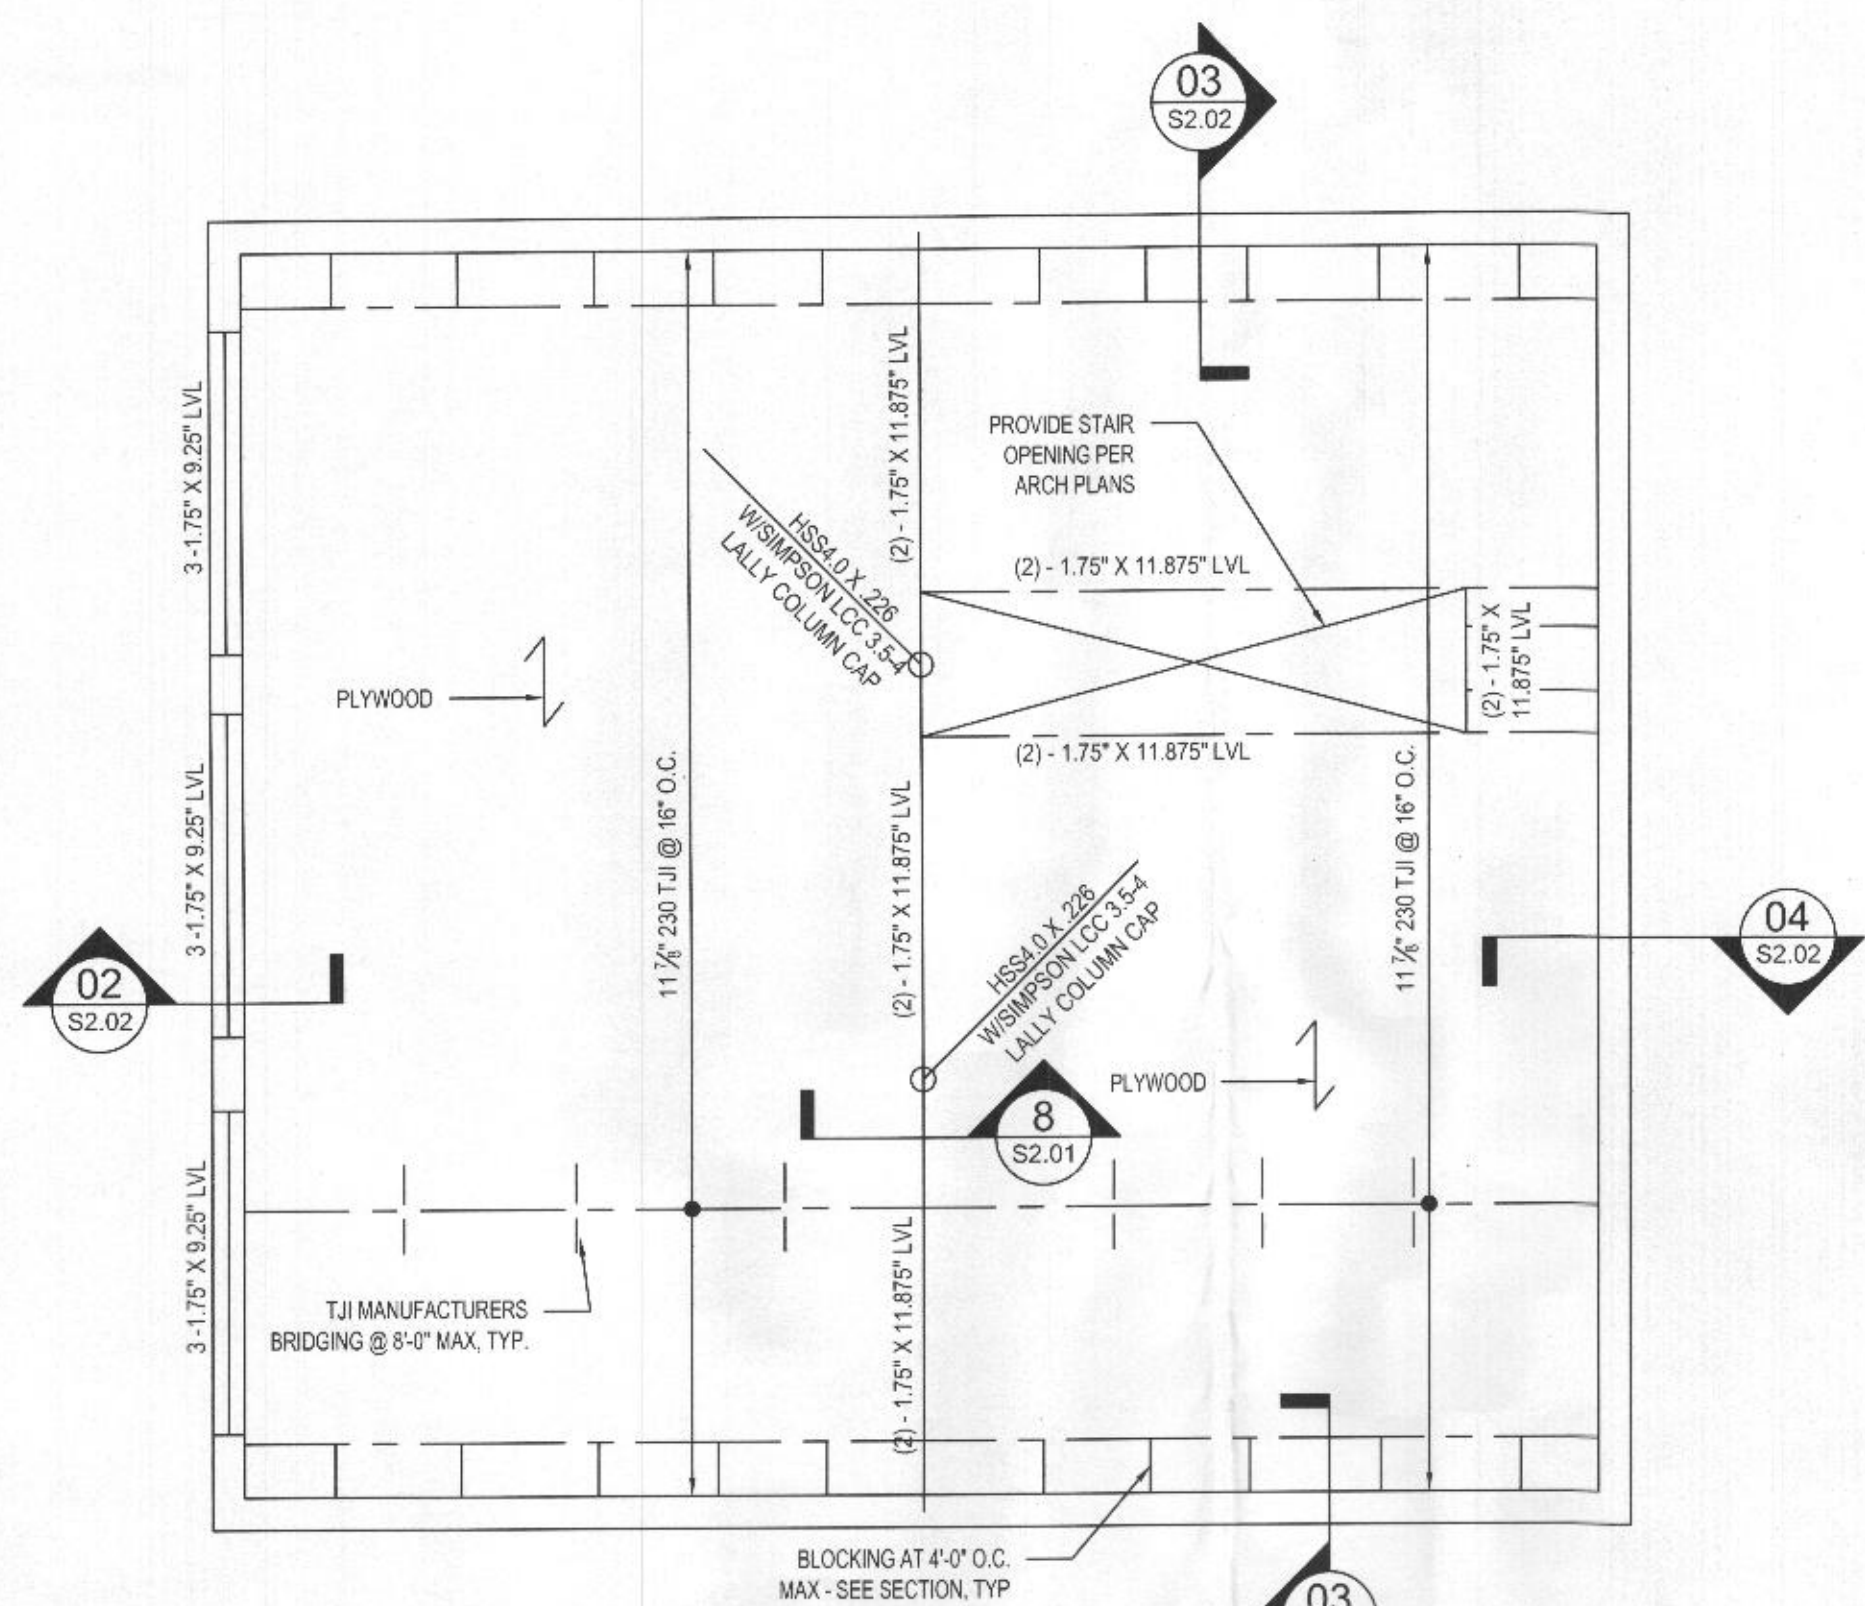 03
S2.02
3 -1.75" X 9.25" LVL
(2) - 1.75" X 11.875" LVL
PROVIDE STAIR
OPENING PER
ARCH PLANS
HSS4.0 X .226
W/SIMPSON LCC 3.5-4
LALLY COLUMN CAP
(2) - 1.75" X 11.875" LVL
(2) - 1.75" X
11.875" LVL
PLYWOOD
(2) - 1.75" X 11.875" LVL
3 -1.75" X 9.25" LVL
11 7/8" 230 TJI @ 16" O.C.
(2) - 1.75" X 11.875" LVL
11 7/8" 230 TJI @ 16" O.C.
HSS4.0 X .226
W/SIMPSON LCC 3.5-4
LALLY COLUMN CAP
04
S2.02
02
S2.02
PLYWOOD
8
S2.01
3 -1.75" X 9.25" LVL
(2) - 1.75" X 11.875" LVL
TJI MANUFACTURERS
BRIDGING @ 8'-0" MAX, TYP.
BLOCKING AT 4'-0" O.C.
MAX - SEE SECTION, TYP
03